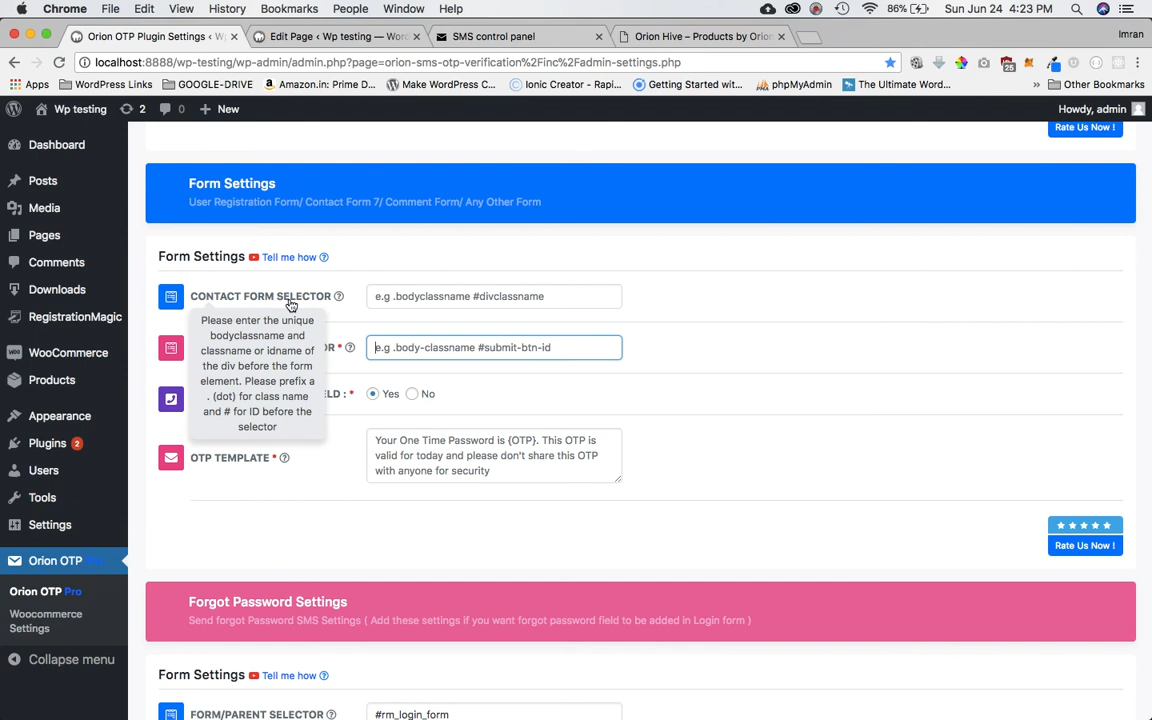 Chrome File Edit View History Bookmarks People Window Help 86% Sun Jun 24 4:23 PM
Orion OTP Plugin Settings ‹ W Edit Page ‹ Wp testing — Wor SMS control panel Orion Hive – Products by Orion Imran
localhost:8888/wp-testing/wp-admin/admin.php?page=orion-sms-otp-verification%2Finc%2Fadmin-settings.php 25
Apps WordPress Links GOOGLE-DRIVE Amazon.in: Prime D... Make WordPress C... Ionic Creator - Rapi... Getting Started wit... phpMyAdmin The Ultimate Wor... » Other Bookmarks
Wp testing 2 0 New Howdy, admin
Dashboard
Posts
Media
Pages
Comments
Downloads
RegistrationMagic
WooCommerce
Products
Appearance
Plugins 2
Users
Tools
Settings
Orion OTP Pro
Orion OTP Pro
Woocommerce
Settings
Collapse menu
Rate Us Now !
Form Settings
User Registration Form/ Contact Form 7/ Comment Form/ Any Other Form
Form Settings Tell me how
CONTACT FORM SELECTOR e.g .bodyclassname #divclassname
Please enter the unique
bodyclassname and
classname or idname of
the div before the form
element. Please prefix a
. (dot) for class name
and # for ID before the
selector
OR * e.g .body-classname #submit-btn-id
LD : * Yes No
OTP TEMPLATE * Your One Time Password is {OTP}. This OTP is
valid for today and please don't share this OTP
with anyone for security
Rate Us Now !
Forgot Password Settings
Send forgot Password SMS Settings ( Add these settings if you want forgot password field to be added in Login form )
Form Settings Tell me how
FORM/PARENT SELECTOR #rm_login_form